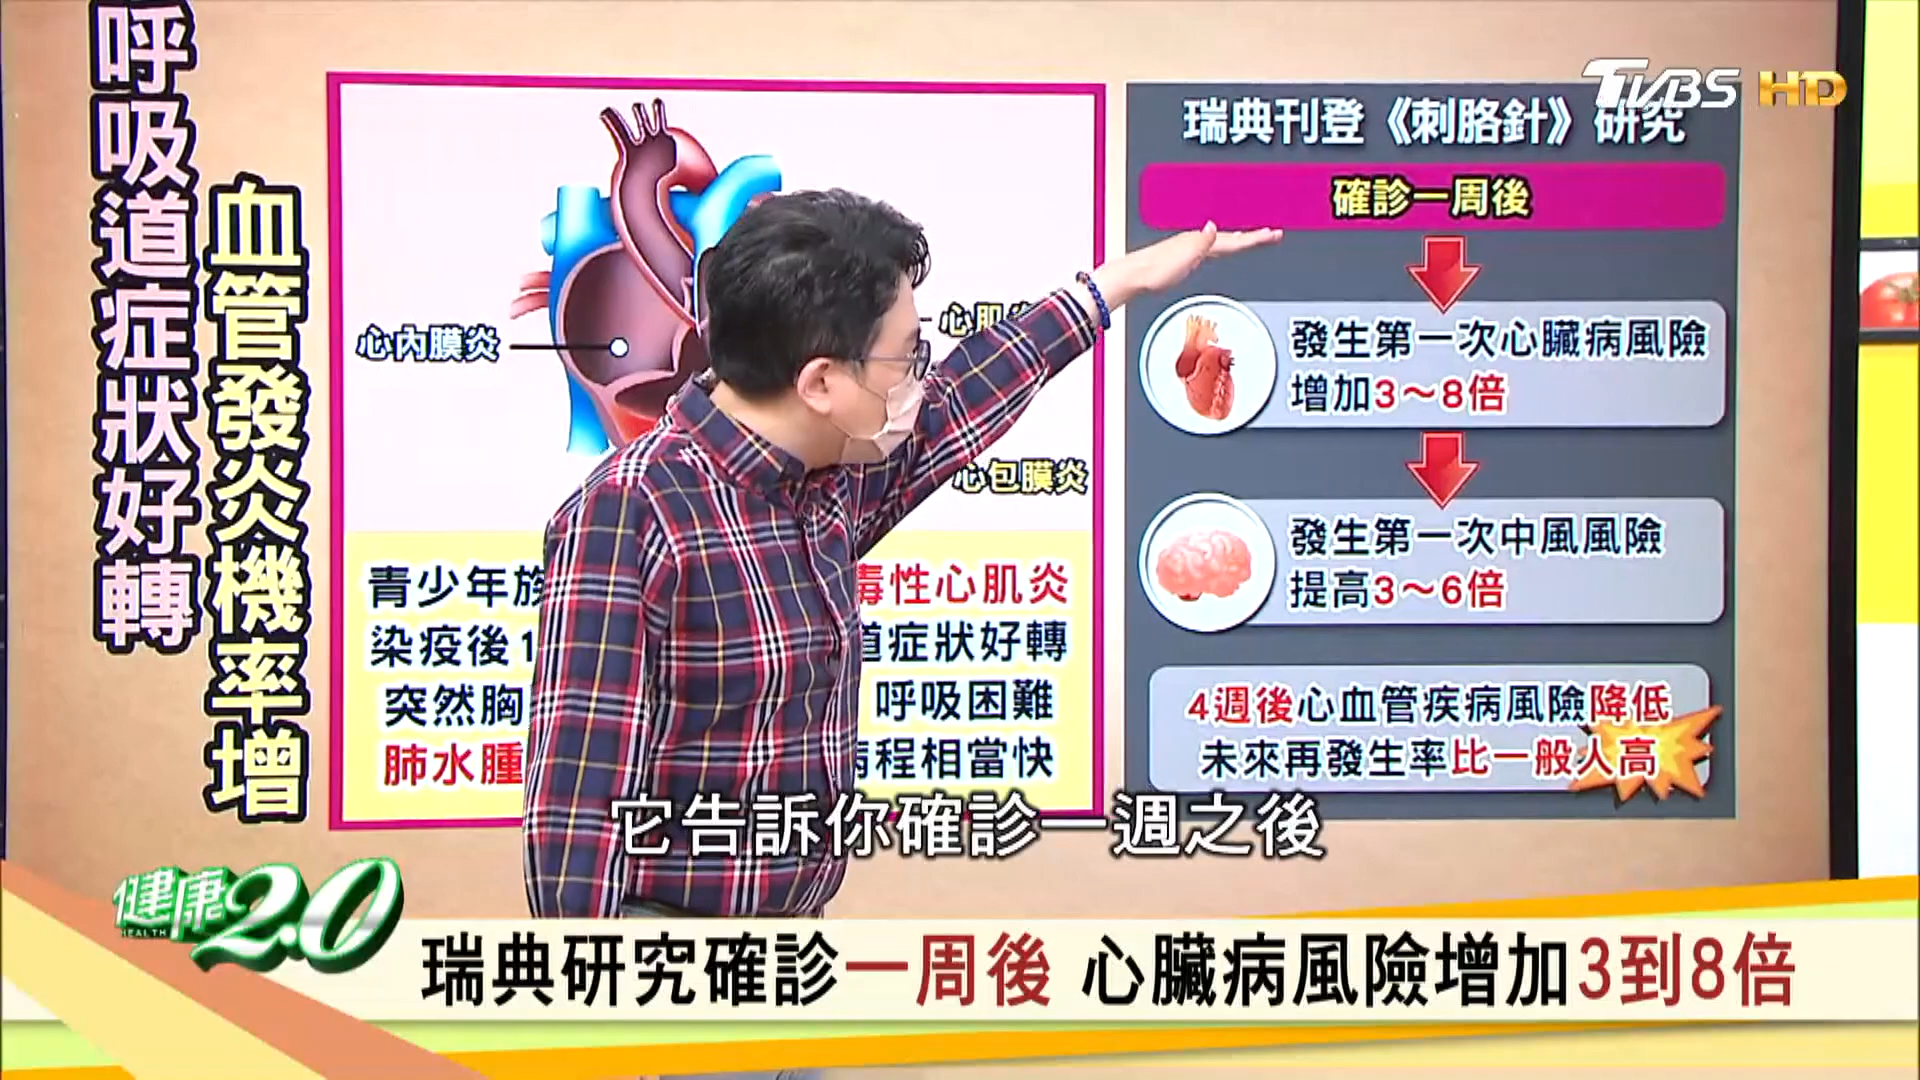 呼吸道症狀好轉
血管發炎機率增
心內膜炎
心肌
心包膜炎
青少年族
毒性心肌炎
染疫後1
道症狀好轉
突然胸
呼吸困難
肺水腫
病程相當快
TVBS HD
瑞典刊登《刺胳針》研究
確診一周後
發生第一次心臟病風險
增加3~8倍
發生第一次中風風險
提高3~6倍
4週後心血管疾病風險降低
未來再發生率比一般人高
它告訴你確診一週之後
健康2.0
HEALTH
瑞典研究確診一周後 心臟病風險增加3到8倍